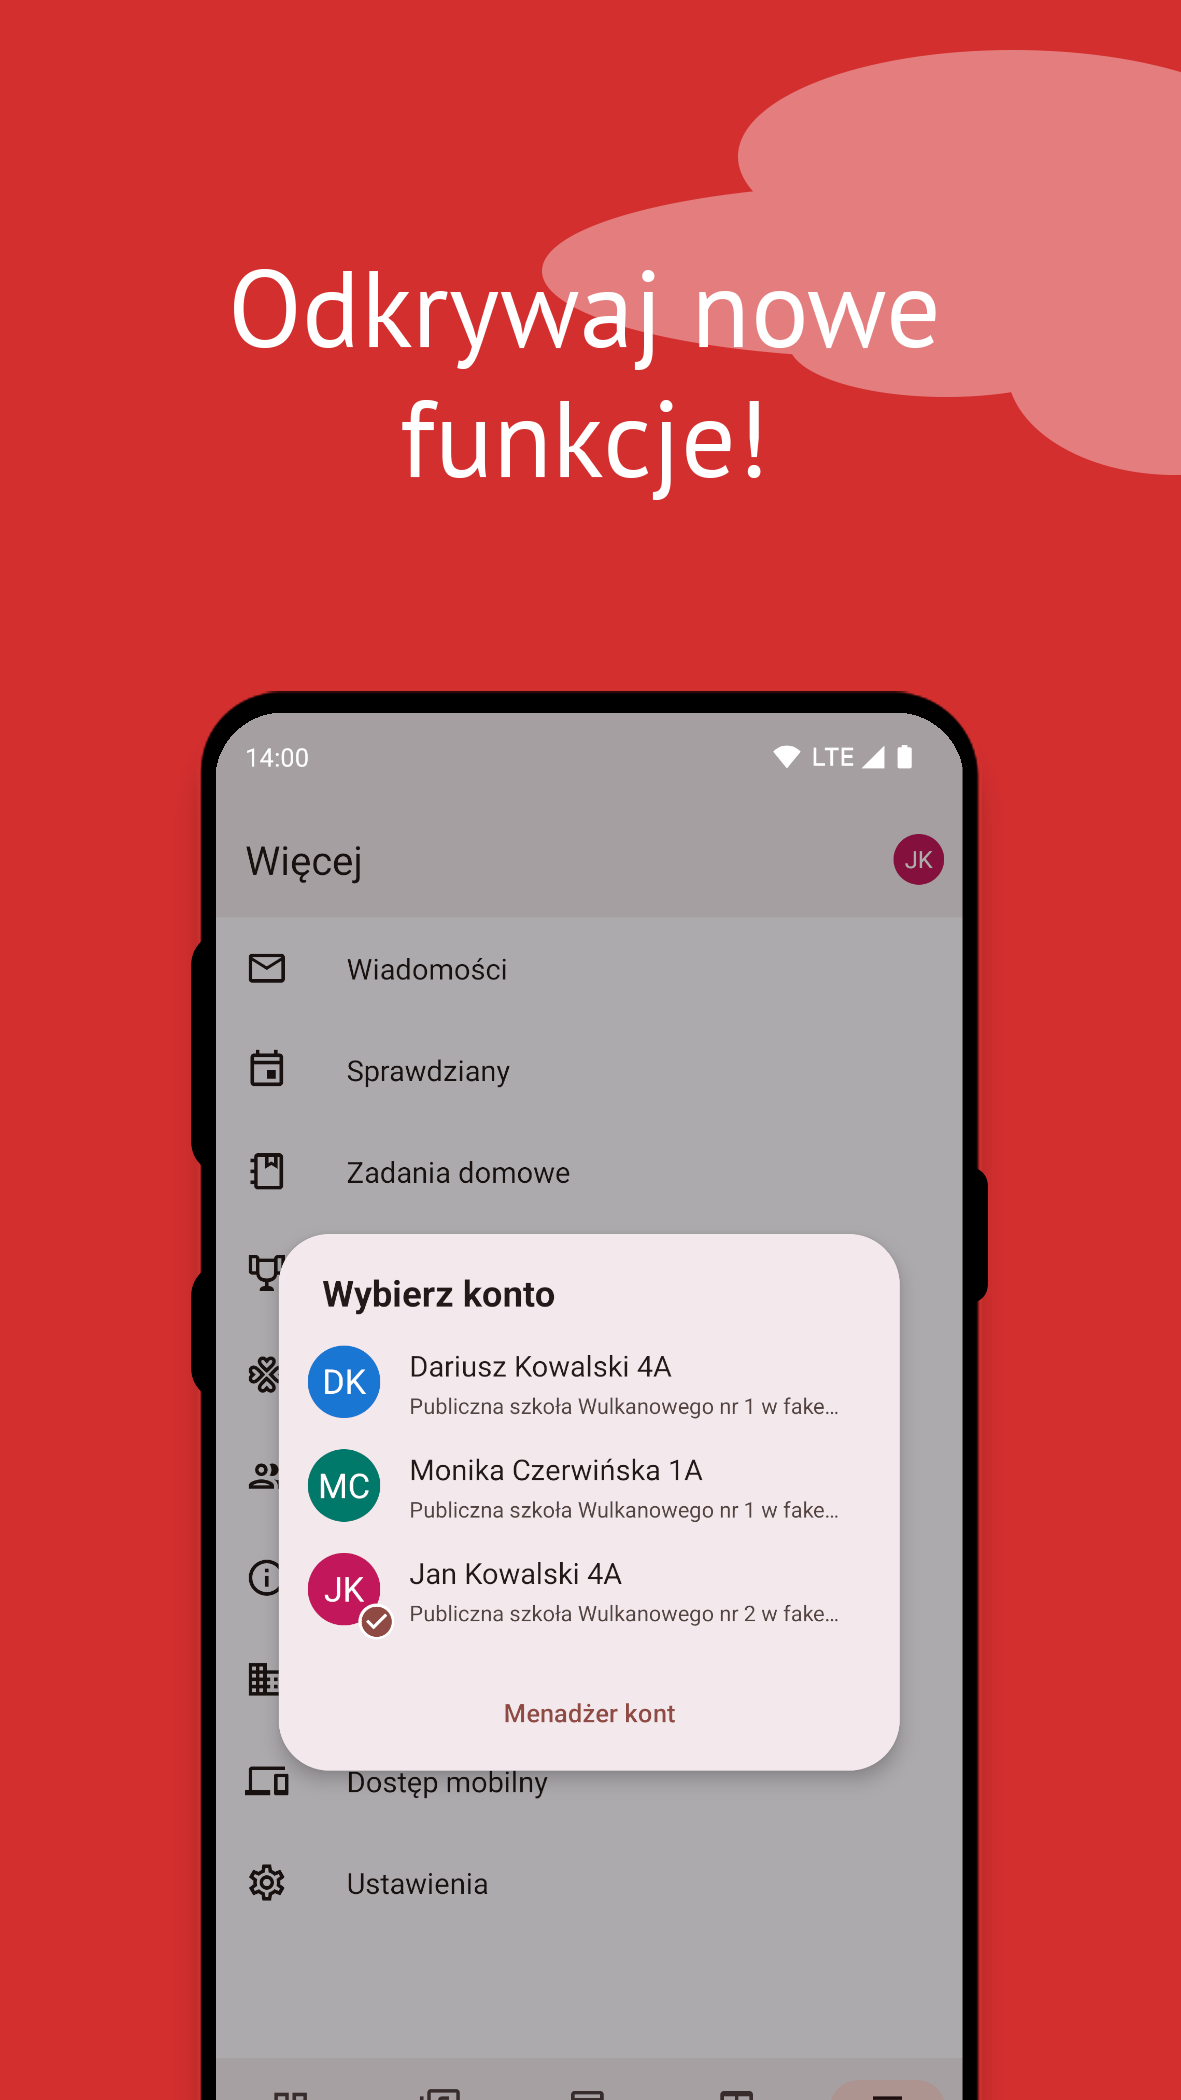 Odkrywaj nowe
funkcje!
14:00
LTE
Więcej
JK
Wiadomości
Sprawdziany
Zadania domowe
Wybierz konto
DK
Dariusz Kowalski 4A
Publiczna szkoła Wulkanowego nr 1 w fake...
MC
Monika Czerwińska 1A
Publiczna szkoła Wulkanowego nr 1 w fake...
JK
Jan Kowalski 4A
Publiczna szkoła Wulkanowego nr 2 w fake...
Menadżer kont
Dostęp mobilny
Ustawienia